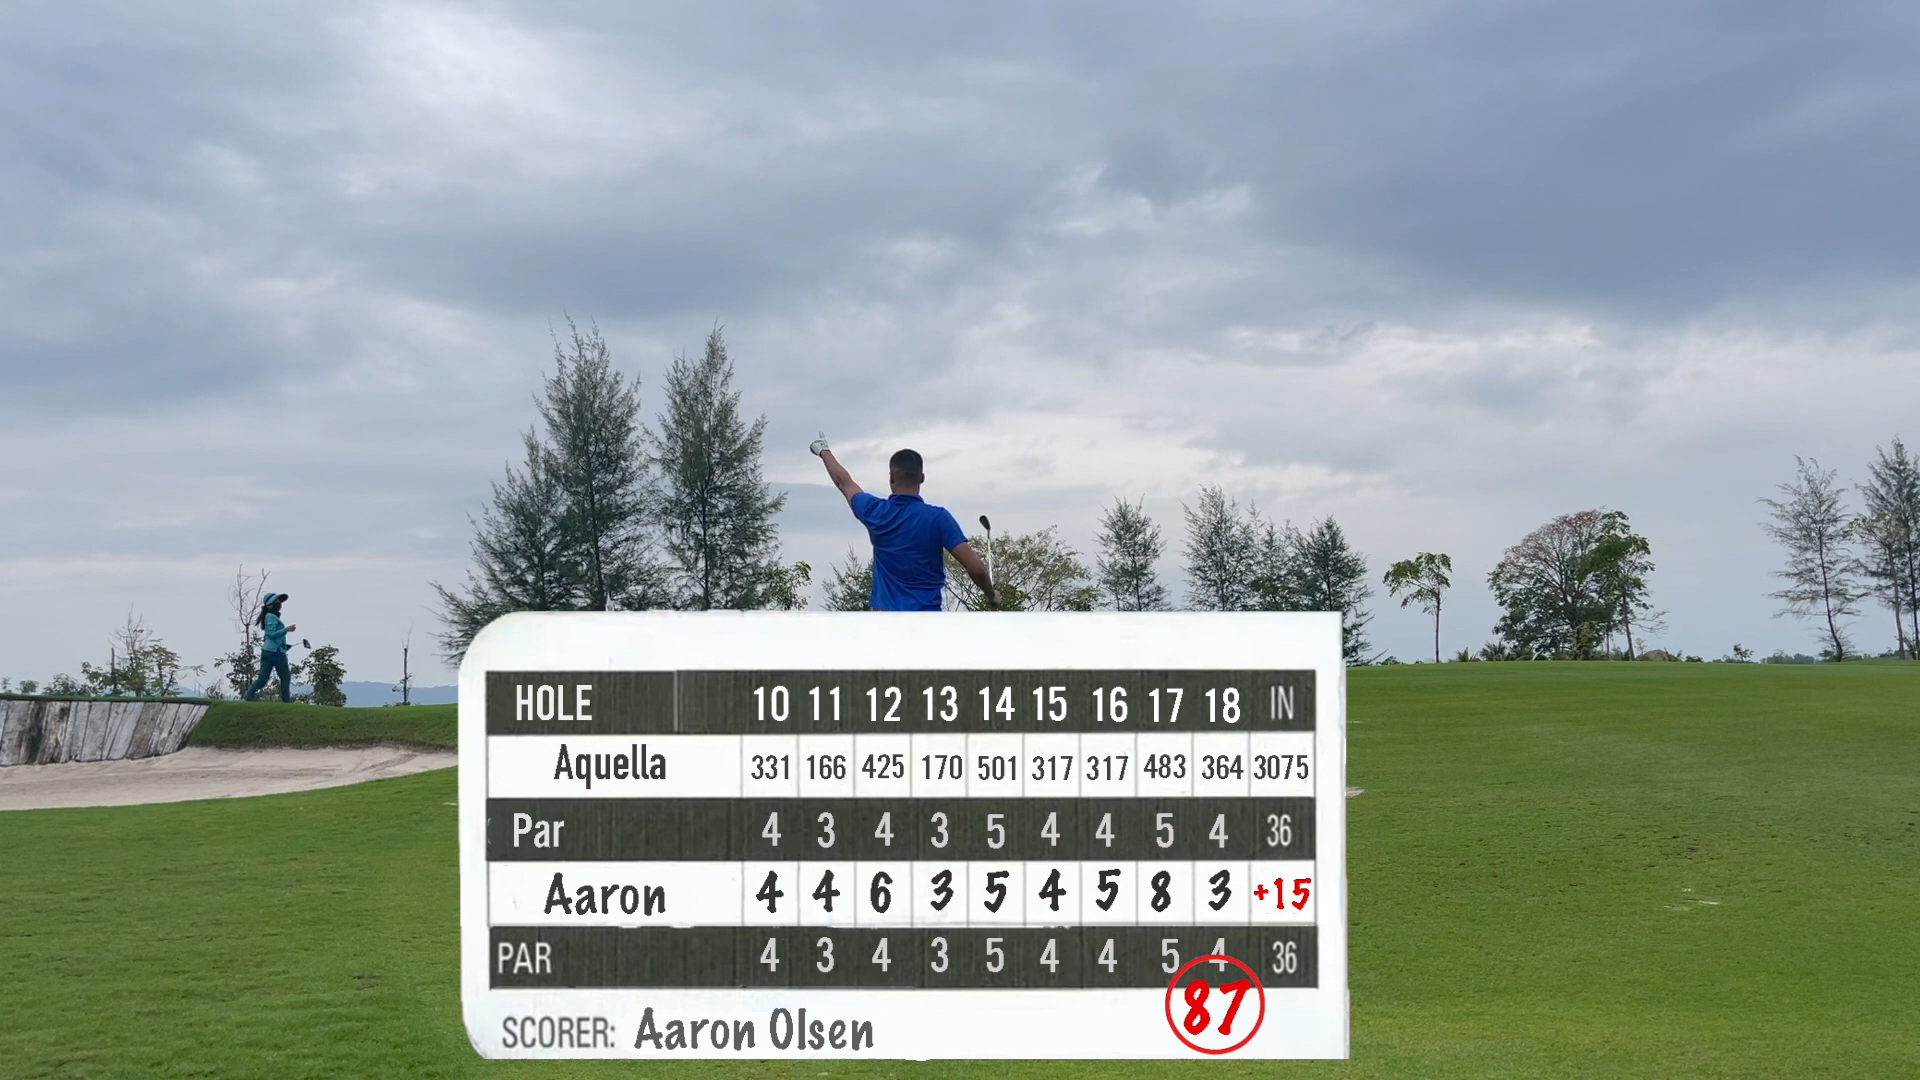 HOLE 10 11 12 13 14 15 16 17 18 IN
Aquella 331 166 425 170 501 317 317 483 364 3075
Par 4 3 4 3 5 4 4 5 4 36
Aaron 4 4 6 3 5 4 5 8 3 +15
PAR 4 3 4 3 5 4 4 5 4 36
87
SCORER: Aaron Olsen